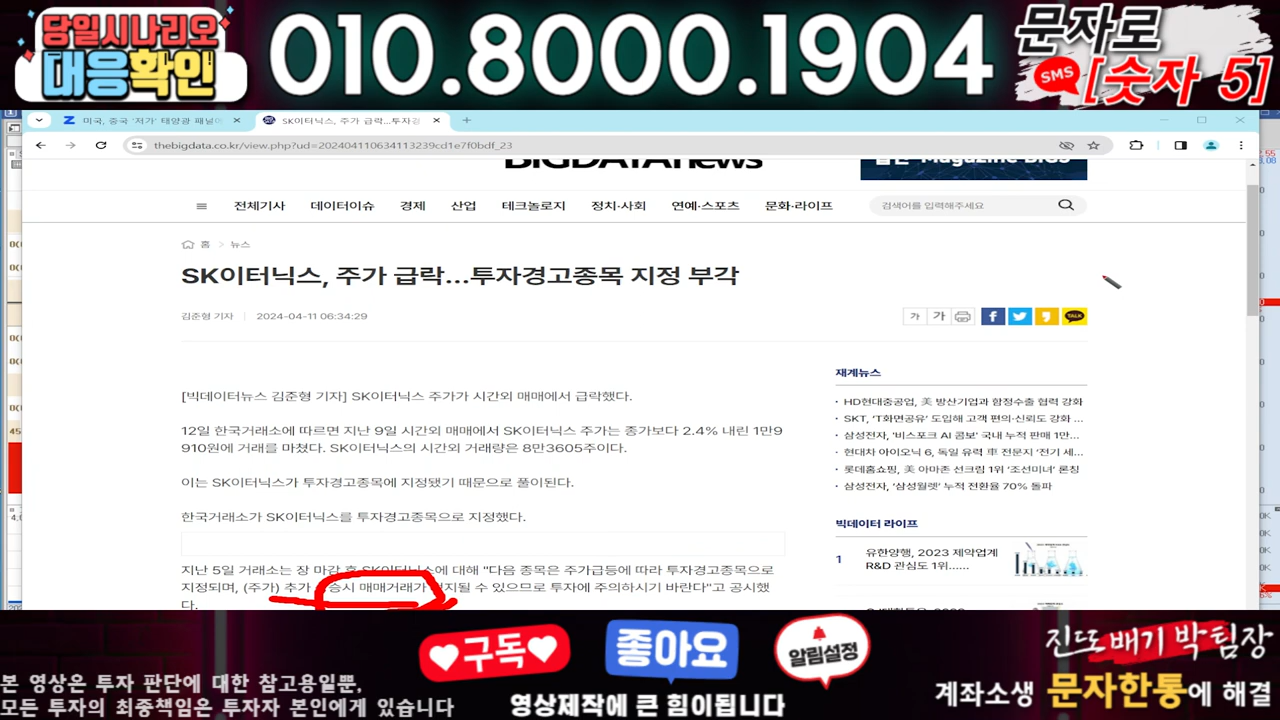 당일시나리오
대응확인
010.8000.1904
문자로
SMS
[숫자 5]
미국, 중국 '저가' 태양광 패널에
SK이터닉스, 주가 급락…투자경
thebigdata.co.kr/view.php?ud=202404110634113239cd1e7f0bdf_23
BIGDATAnews
전체기사 데이터이슈 경제 산업 테크놀로지 정치·사회 연예·스포츠 문화·라이프
검색어를 입력해주세요
홈 > 뉴스
SK이터닉스, 주가 급락...투자경고종목 지정 부각
김준형 기자 2024-04-11 06:34:29
가 가
TALK
[빅데이터뉴스 김준형 기자] SK이터닉스 주가가 시간외 매매에서 급락했다.
12일 한국거래소에 따르면 지난 9일 시간외 매매에서 SK이터닉스 주가는 종가보다 2.4% 내린 1만9
910원에 거래를 마쳤다. SK이터닉스의 시간외 거래량은 8만3605주이다.
이는 SK이터닉스가 투자경고종목에 지정됐기 때문으로 풀이된다.
한국거래소가 SK이터닉스를 투자경고종목으로 지정했다.
지난 5일 거래소는 장 마감 후 SK이터닉스에 대해 "다음 종목은 주가급등에 따라 투자경고종목으로
지정되며, (주가) 추가 상승시 매매거래가 정지될 수 있으므로 투자에 주의하시기 바란다"고 공시했
다.
재계뉴스
· HD현대중공업, 美 방산기업과 함정수출 협력 강화
· SKT, 'T화면공유' 도입해 고객 편의·신뢰도 강화 ...
· 삼성전자, '비스포크 AI 콤보' 국내 누적 판매 1만...
· 현대차 아이오닉 6, 독일 유력 車 전문지 '전기 세...
· 롯데홈쇼핑, 美 아마존 선크림 1위 '조선미녀' 론칭
· 삼성전자, '삼성월렛' 누적 전환율 70% 돌파
빅데이터 라이프
1 유한양행, 2023 제약업계
R&D 관심도 1위......
구독
좋아요
알림설정
영상제작에 큰 힘이됩니다
본 영상은 투자 판단에 대한 참고용일뿐,
모든 투자의 최종책임은 투자자 본인에게 있습니다
진또배기 박팀장
계좌소생 문자한통에 해결